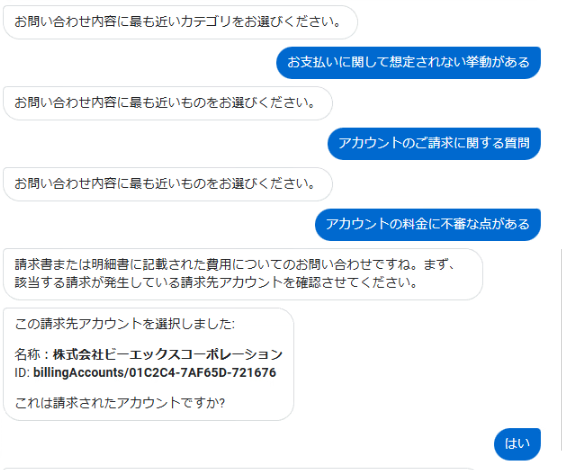 お問い合わせ内容に最も近いカテゴリをお選びください。
お支払いに関して想定されない挙動がある
お問い合わせ内容に最も近いものをお選びください。
アカウントのご請求に関する質問
お問い合わせ内容に最も近いものをお選びください。
アカウントの料金に不審な点がある
請求書または明細書に記載された費用についてのお問い合わせですね。まず、
該当する請求が発生している請求先アカウントを確認させてください。
この請求先アカウントを選択しました:
名称：株式会社ビーエックスコーポレーション
ID: billingAccounts/01C2C4-7AF65D-721676
これは請求されたアカウントですか?
はい